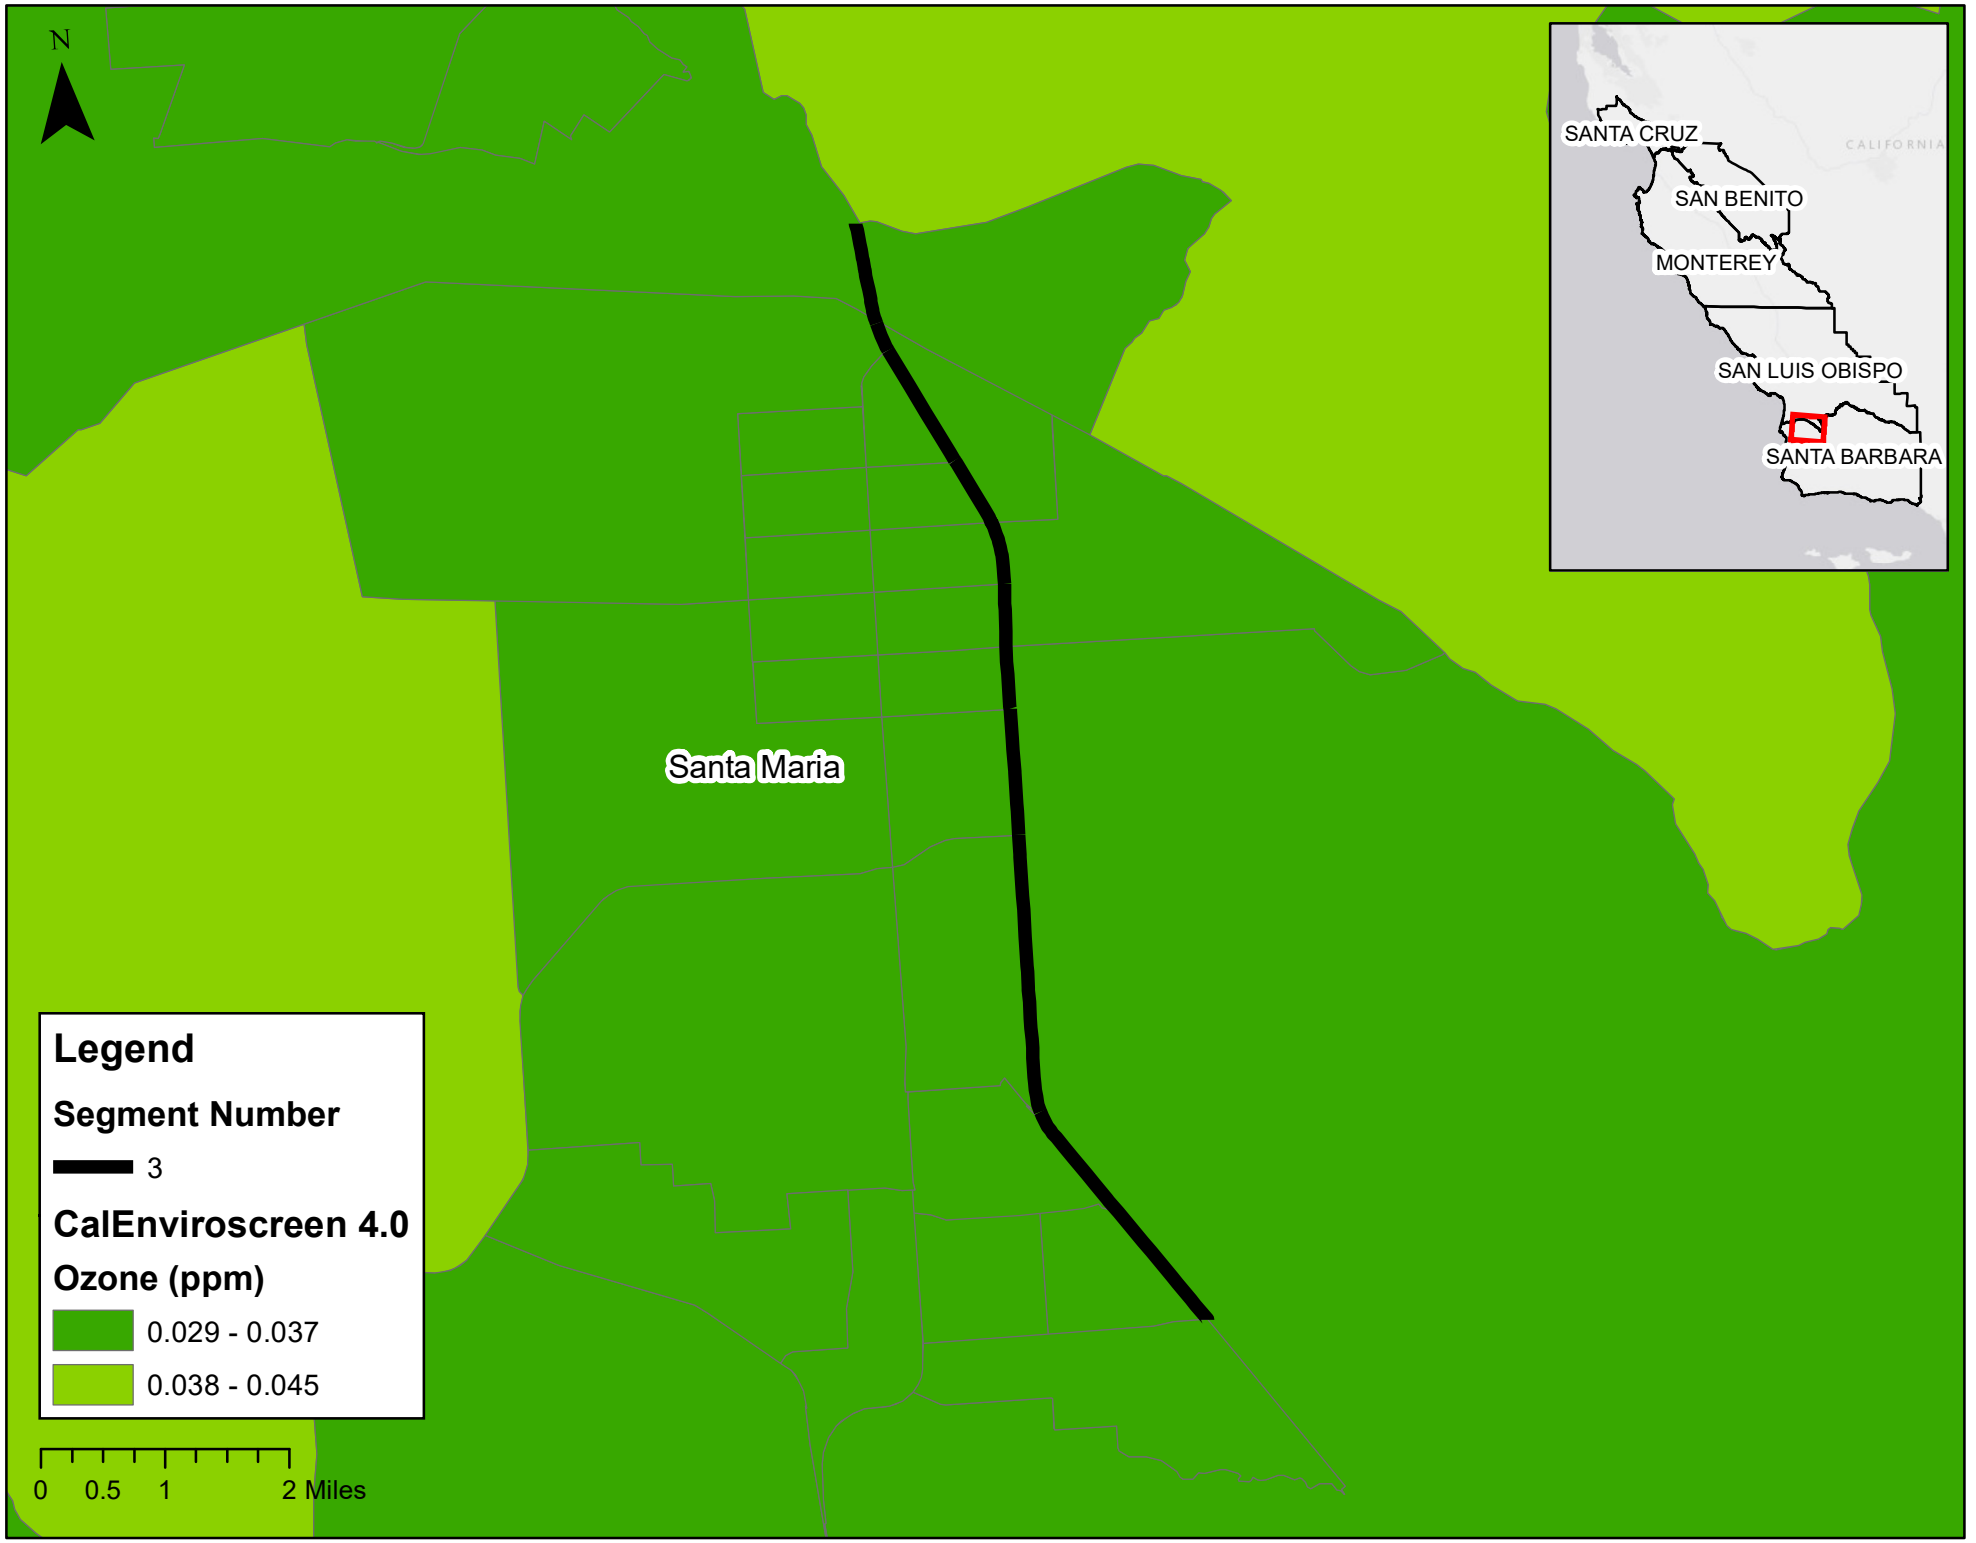 N
SANTA CRUZ
CALIFORNIA
SAN BENITO
MONTEREY
SAN LUIS OBISPO
SANTA BARBARA
Santa Maria
Legend
Segment Number
3
CalEnviroscreen 4.0
Ozone (ppm)
0.029 - 0.037
0.038 - 0.045
0 0.5 1 2 Miles